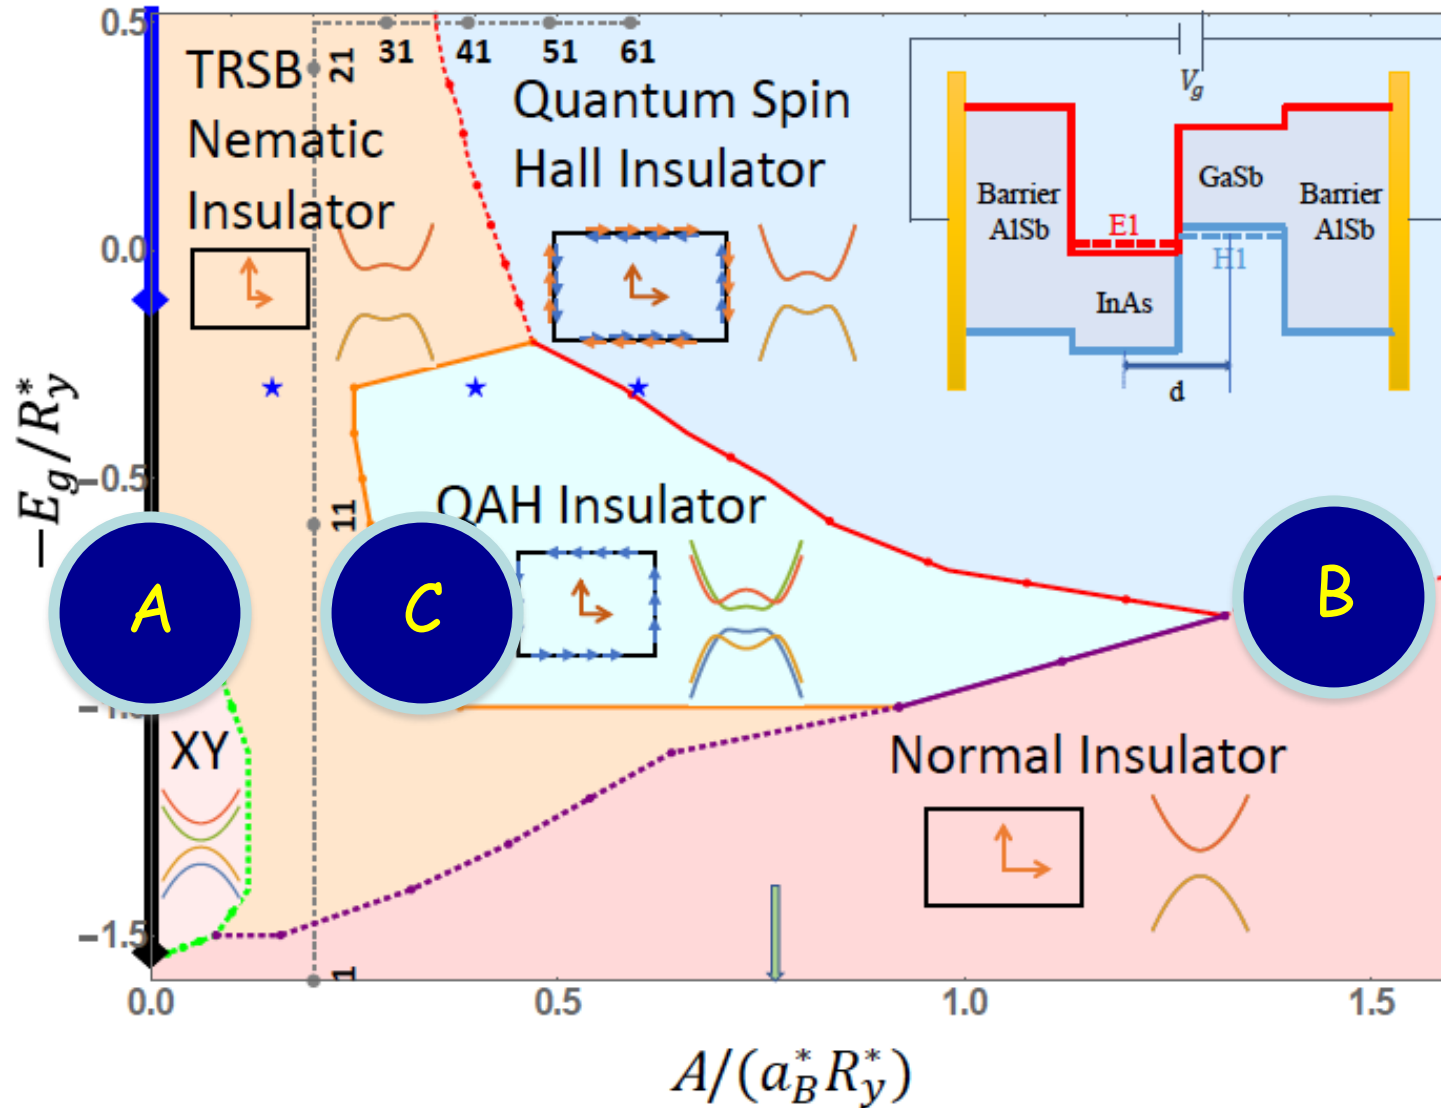 0.5
31 41 51 61
21
TRSB
Nematic
Insulator
Quantum Spin
Hall Insulator
V_g
Barrier
AlSb
E1
InAs
GaSb
H1
Barrier
AlSb
d
0.0
−E_g/R_y^*
−0.5
11
QAH Insulator
A
C
B
XY
Normal Insulator
−1.5
1
0.0 0.5 1.0 1.5
A/(a_B^* R_y^*)